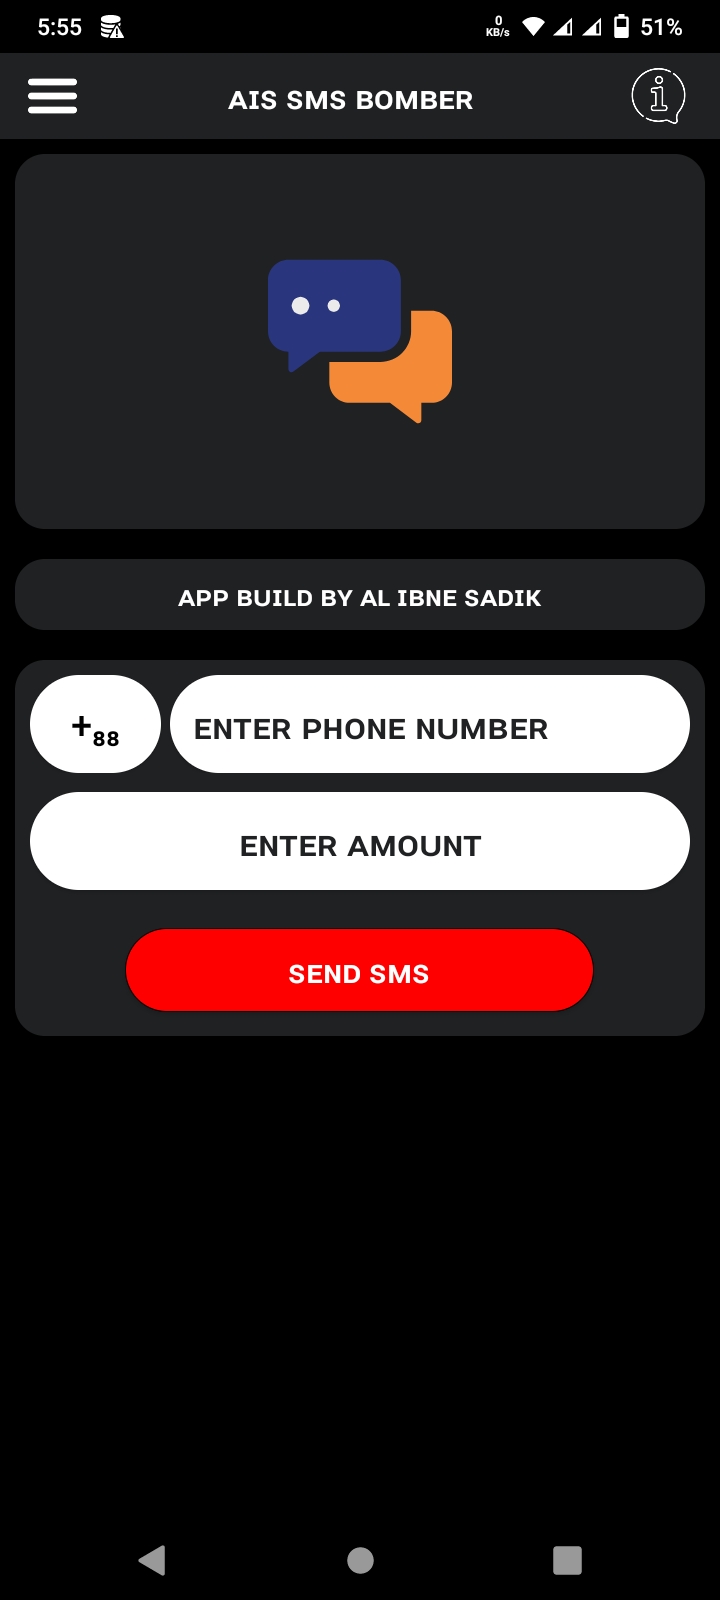 5:55
0
KB/s
51%
AIS SMS BOMBER
APP BUILD BY AL IBNE SADIK
+88
ENTER PHONE NUMBER
ENTER AMOUNT
SEND SMS